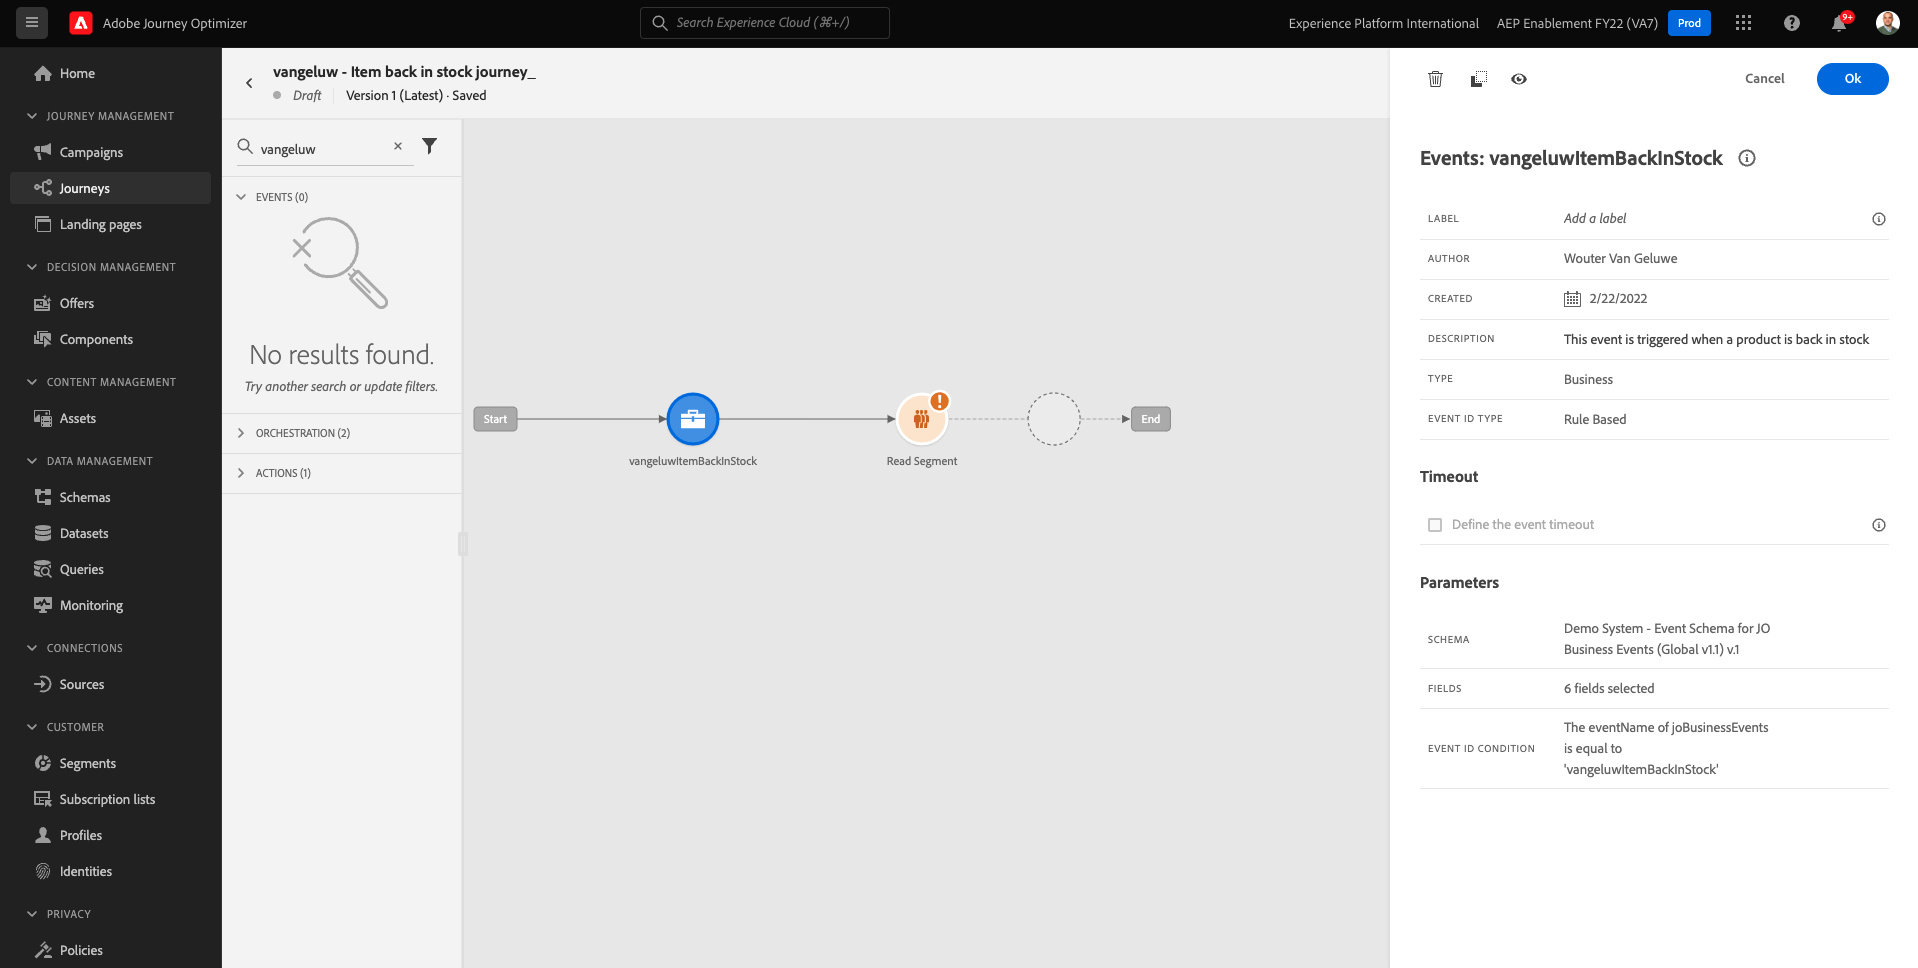 Adobe Journey Optimizer
Search Experience Cloud (⌘+/)
Experience Platform International
AEP Enablement FY22 (VA7)
Prod
9+
Home
JOURNEY MANAGEMENT
Campaigns
Journeys
Landing pages
DECISION MANAGEMENT
Offers
Components
CONTENT MANAGEMENT
Assets
DATA MANAGEMENT
Schemas
Datasets
Queries
Monitoring
CONNECTIONS
Sources
CUSTOMER
Segments
Subscription lists
Profiles
Identities
PRIVACY
Policies
vangeluw - Item back in stock journey_
Draft
Version 1 (Latest) · Saved
vangeluw
EVENTS (0)
No results found.
Try another search or update filters.
ORCHESTRATION (2)
ACTIONS (1)
Start
vangeluwItemBackInStock
Read Segment
End
Cancel
Ok
Events: vangeluwItemBackInStock
LABEL
Add a label
AUTHOR
Wouter Van Geluwe
CREATED
2/22/2022
DESCRIPTION
This event is triggered when a product is back in stock
TYPE
Business
EVENT ID TYPE
Rule Based
Timeout
Define the event timeout
Parameters
SCHEMA
Demo System - Event Schema for JO
Business Events (Global v1.1) v.1
FIELDS
6 fields selected
EVENT ID CONDITION
The eventName of joBusinessEvents
is equal to
'vangeluwItemBackInStock'